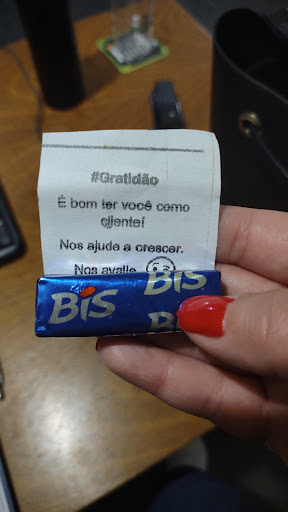 #Gratidão
É bom ter você como
cliente!
Nos ajude a crescer.
Nos avalie
BIS BIS